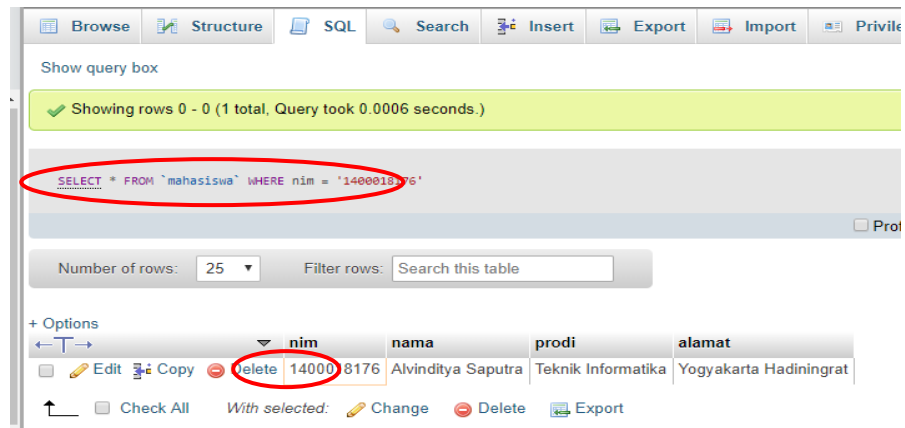 Browse Structure SQL Search Insert Export Import Privile
Show query box
Showing rows 0 - 0 (1 total, Query took 0.0006 seconds.)
SELECT * FROM `mahasiswa` WHERE nim = '1400018176'
Prof
Number of rows: 25 Filter rows: Search this table
+ Options
←T→ nim nama prodi alamat
Edit Copy Delete 1400018176 Alvinditya Saputra Teknik Informatika Yogyakarta Hadiningrat
Check All With selected: Change Delete Export